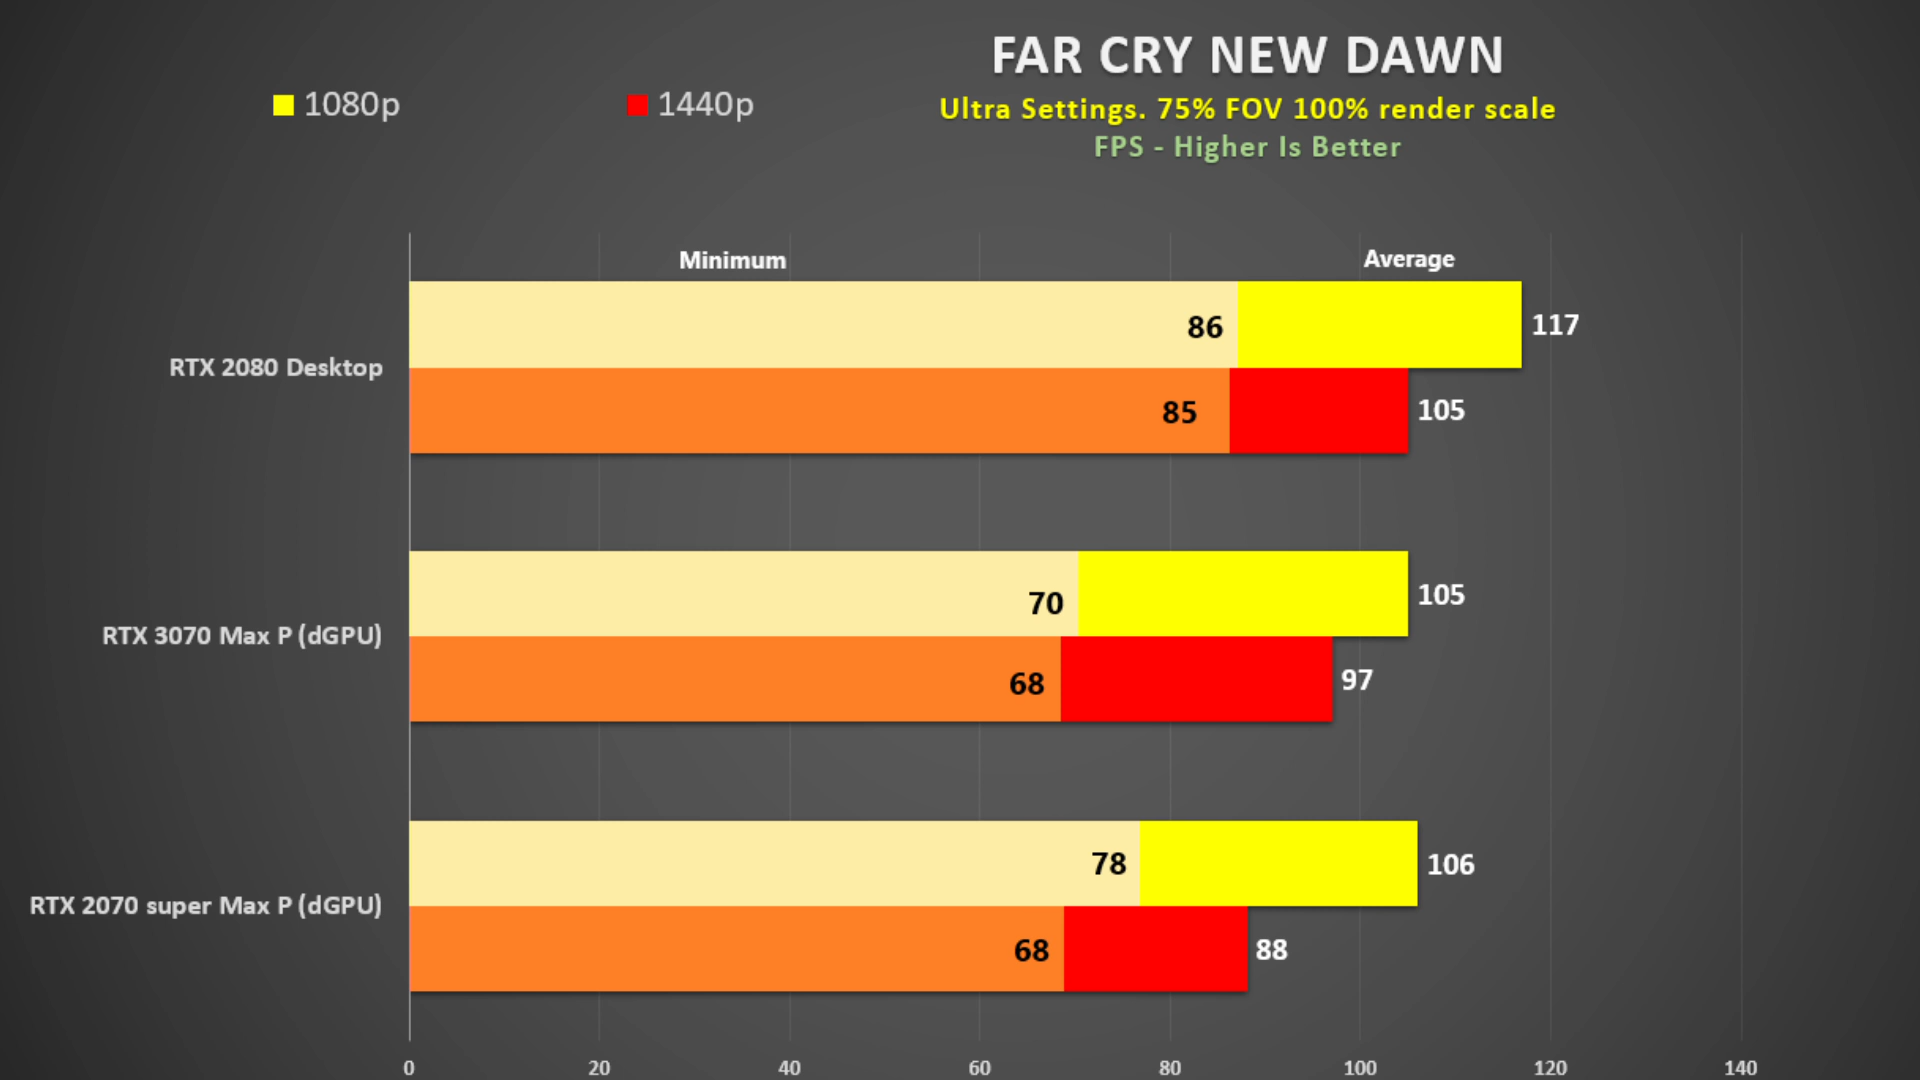 FAR CRY NEW DAWN
1080p
1440p
Ultra Settings. 75% FOV 100% render scale
FPS - Higher Is Better
Minimum
Average
RTX 2080 Desktop
86
117
85
105
RTX 3070 Max P (dGPU)
70
105
68
97
RTX 2070 super Max P (dGPU)
78
106
68
88
0 20 40 60 80 100 120 140